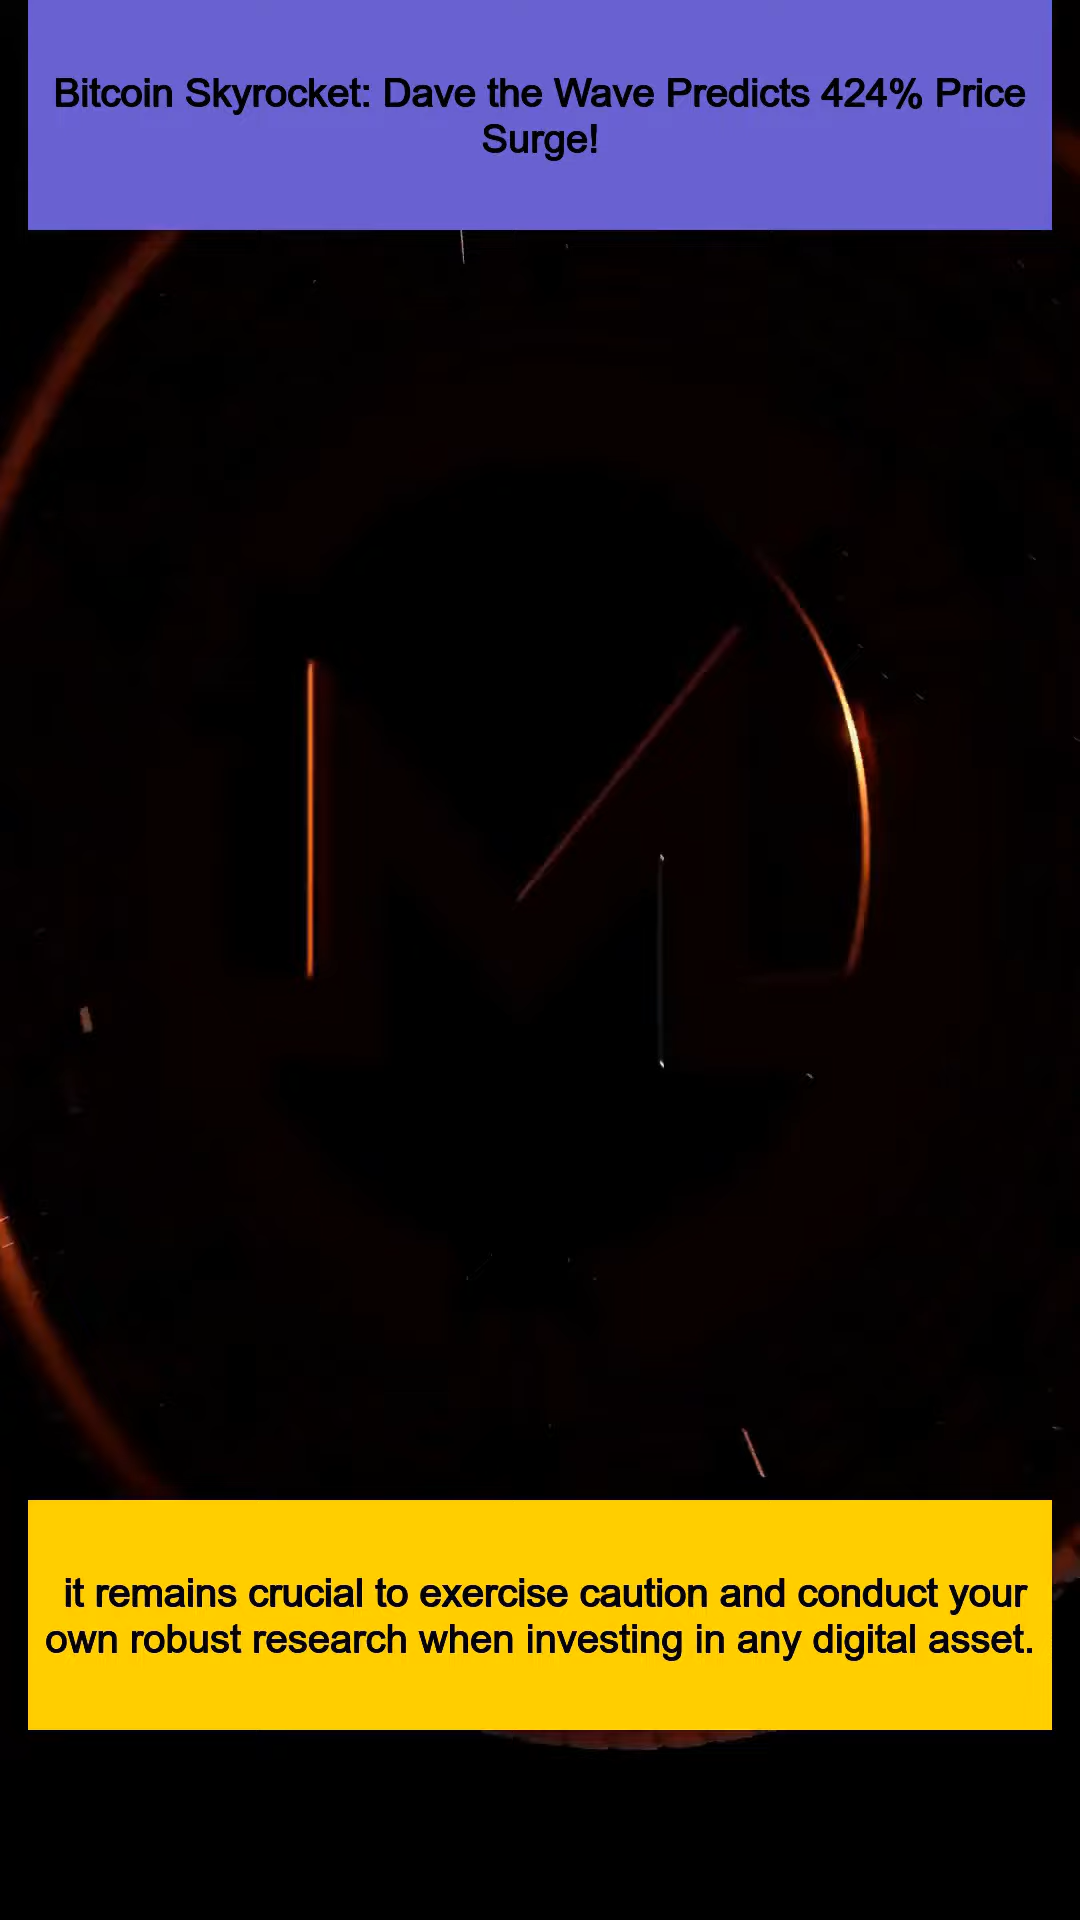 Bitcoin Skyrocket: Dave the Wave Predicts 424% Price
Surge!
it remains crucial to exercise caution and conduct your
own robust research when investing in any digital asset.